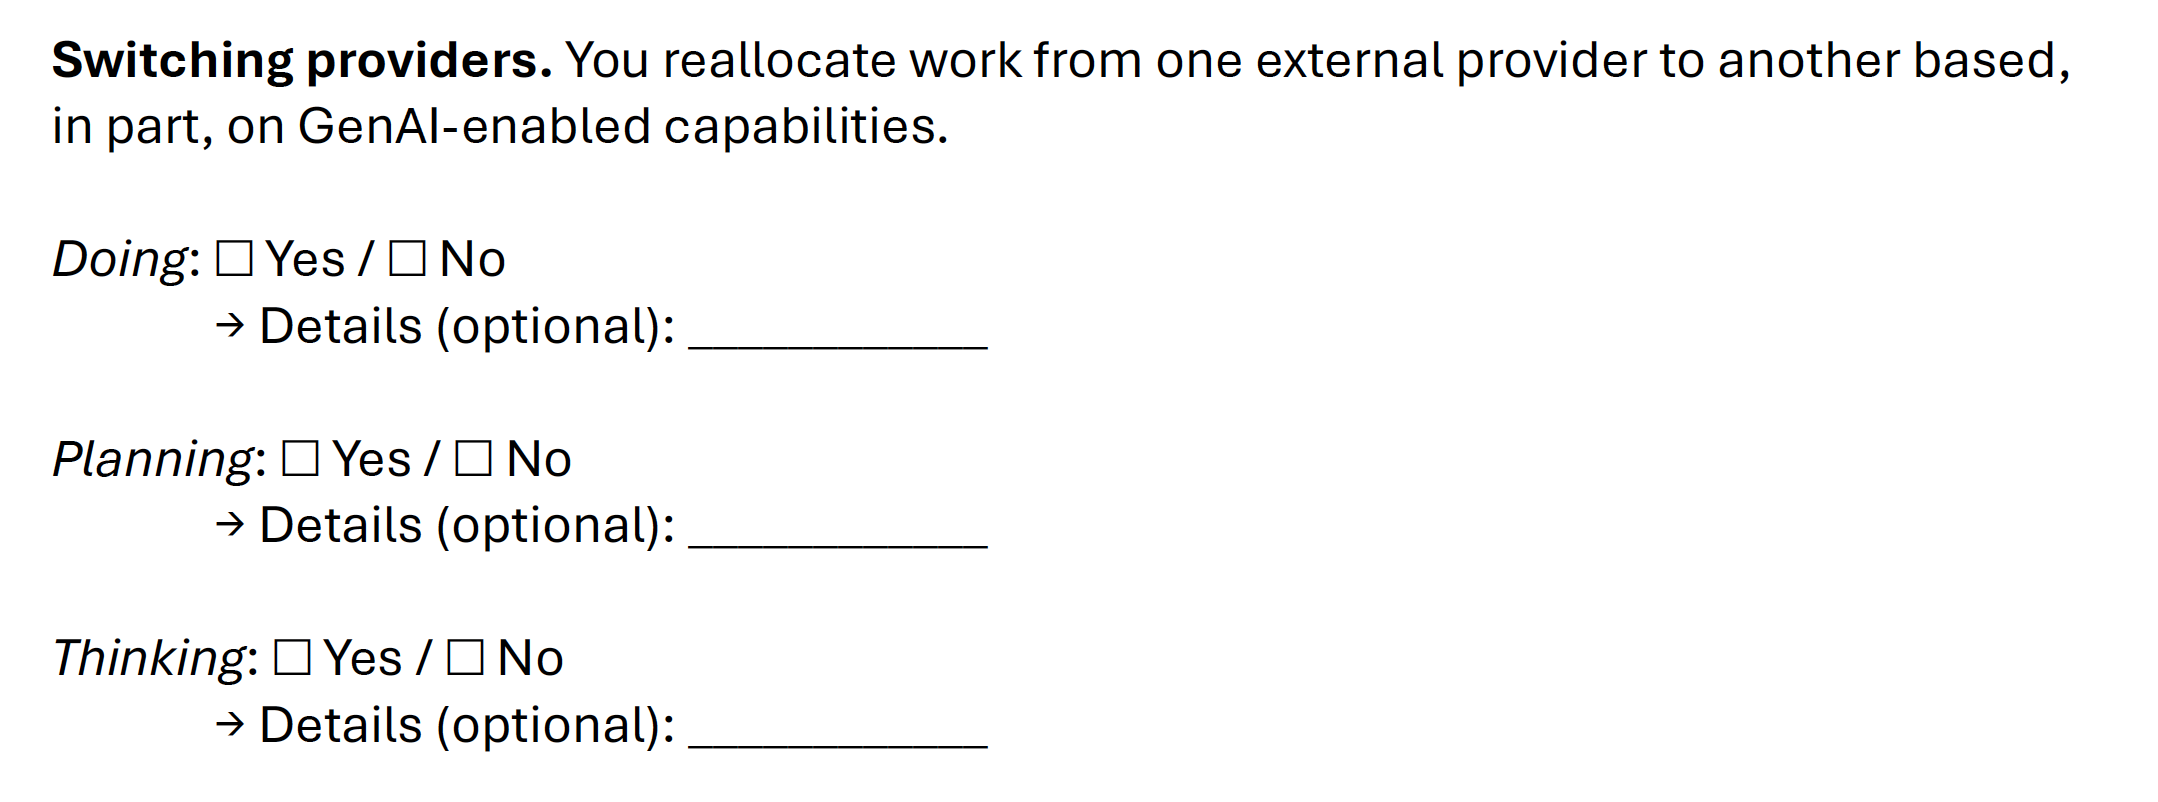 Switching providers. You reallocate work from one external provider to another based,
in part, on GenAI-enabled capabilities.
Doing: ☐ Yes / ☐ No
→ Details (optional): ____________
Planning: ☐ Yes / ☐ No
→ Details (optional): ____________
Thinking: ☐ Yes / ☐ No
→ Details (optional): ____________